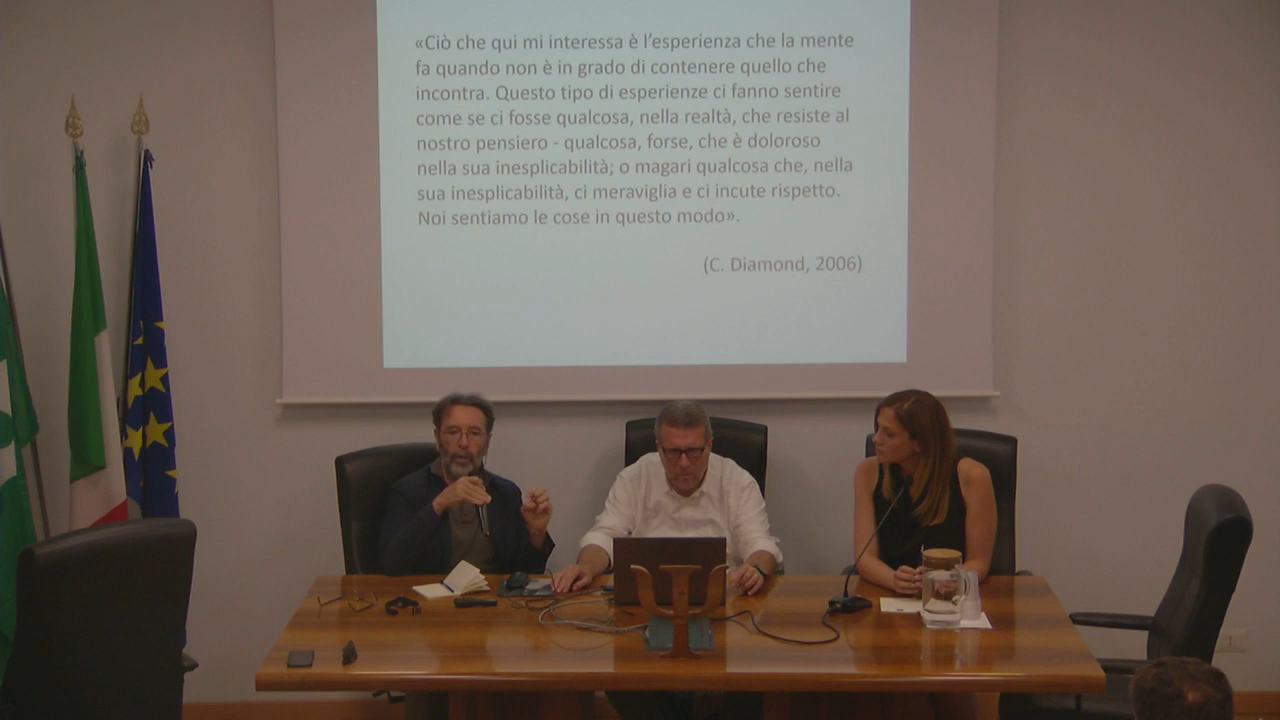 «Ciò che qui mi interessa è l'esperienza che la mente
fa quando non è in grado di contenere quello che
incontra. Questo tipo di esperienze ci fanno sentire
come se ci fosse qualcosa, nella realtà, che resiste al
nostro pensiero - qualcosa, forse, che è doloroso
nella sua inesplicabilità; o magari qualcosa che, nella
sua inesplicabilità, ci meraviglia e ci incute rispetto.
Noi sentiamo le cose in questo modo».
(C. Diamond, 2006)